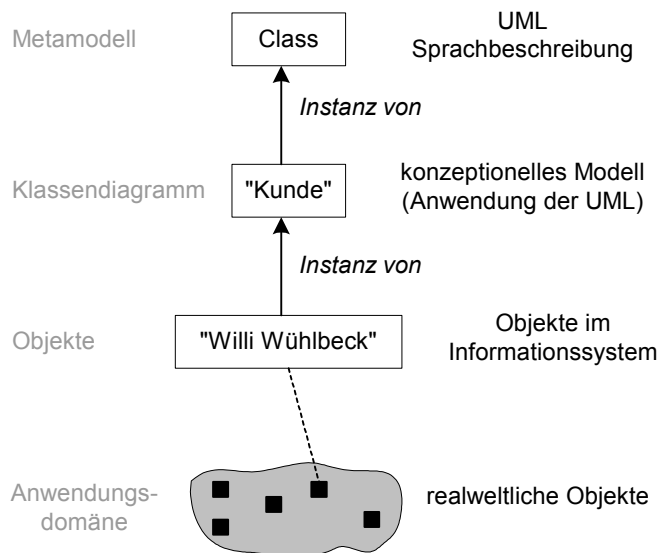 Metamodell
Class
UML
Sprachbeschreibung
Instanz von
Klassendiagramm
"Kunde"
konzeptionelles Modell
(Anwendung der UML)
Instanz von
Objekte
"Willi Wühlbeck"
Objekte im
Informationssystem
Anwendungs-
domäne
realweltliche Objekte